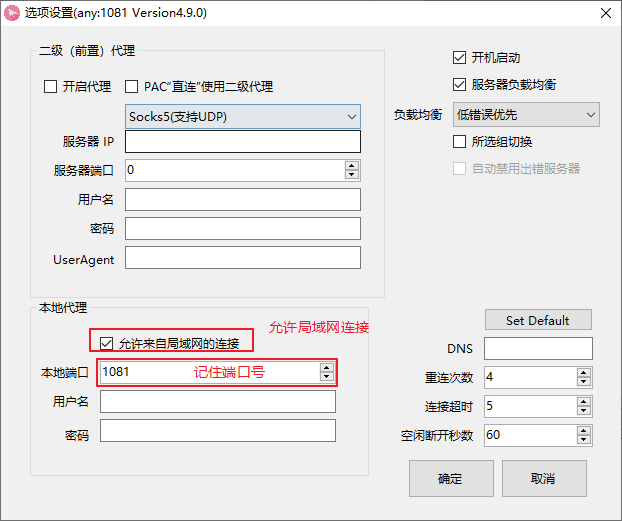 选项设置(any:1081 Version4.9.0)
二级（前置）代理
开启代理
PAC“直连”使用二级代理
Socks5(支持UDP)
服务器 IP
服务器端口
0
用户名
密码
UserAgent
开机启动
服务器负载均衡
负载均衡
低错误优先
所选组切换
自动禁用出错服务器
本地代理
允许局域网连接
允许来自局域网的连接
本地端口
1081
记住端口号
用户名
密码
Set Default
DNS
重连次数
4
连接超时
5
空闲断开秒数
60
确定
取消